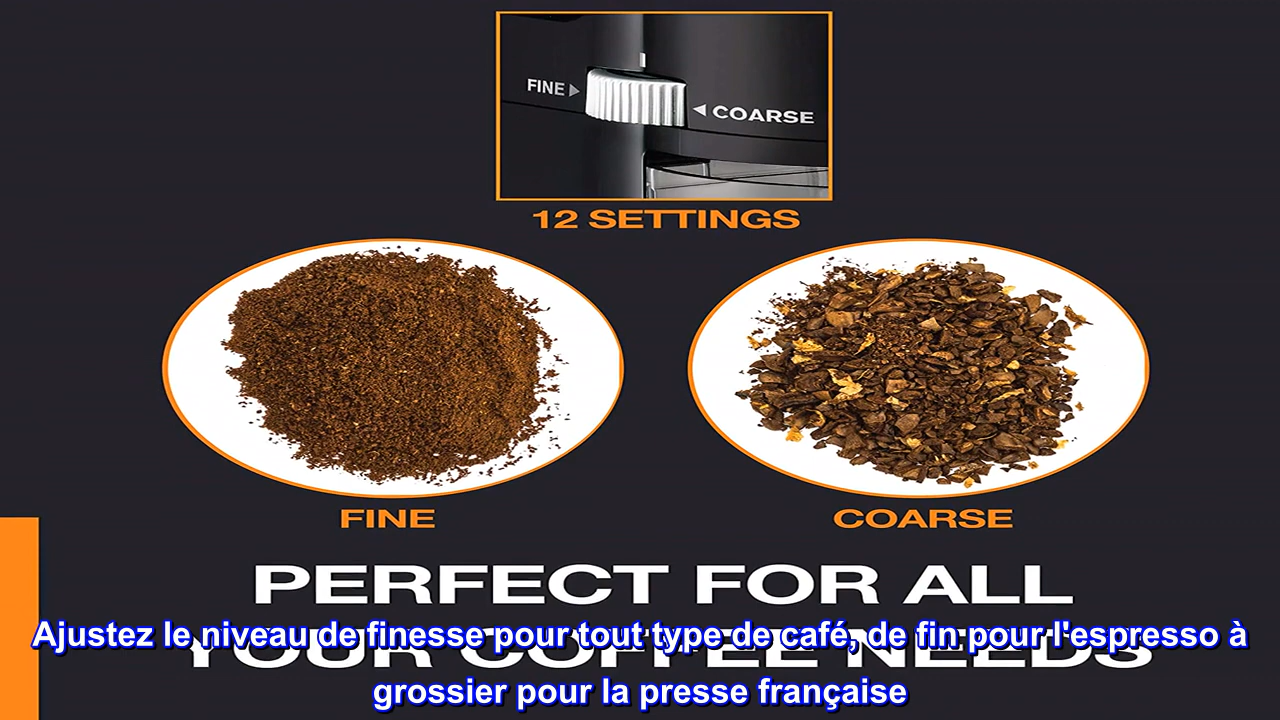 FINE
COARSE
12 SETTINGS
FINE
COARSE
PERFECT FOR ALL
YOUR COFFEE NEEDS
Ajustez le niveau de finesse pour tout type de café, de fin pour l'espresso à
grossier pour la presse française